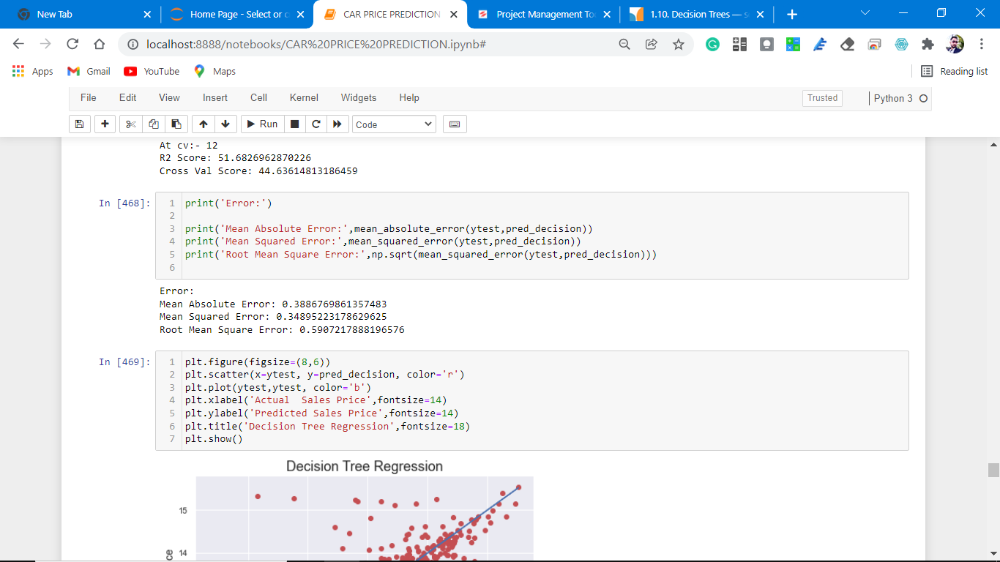 New Tab
Home Page - Select or c
CAR PRICE PREDICTION
Project Management To
1.10. Decision Trees — s
localhost:8888/notebooks/CAR%20PRICE%20PREDICTION.ipynb#
Apps
Gmail
YouTube
Maps
Reading list
File Edit View Insert Cell Kernel Widgets Help
Trusted
Python 3
Run
Code
At cv:- 12
R2 Score: 51.6826962870226
Cross Val Score: 44.63614813186459
In [468]:
1 print('Error:')
2
3 print('Mean Absolute Error:',mean_absolute_error(ytest,pred_decision))
4 print('Mean Squared Error:',mean_squared_error(ytest,pred_decision))
5 print('Root Mean Square Error:',np.sqrt(mean_squared_error(ytest,pred_decision)))
6
Error:
Mean Absolute Error: 0.3886769861357483
Mean Squared Error: 0.34895223178629625
Root Mean Square Error: 0.5907217888196576
In [469]:
1 plt.figure(figsize=(8,6))
2 plt.scatter(x=ytest, y=pred_decision, color='r')
3 plt.plot(ytest,ytest, color='b')
4 plt.xlabel('Actual  Sales Price',fontsize=14)
5 plt.ylabel('Predicted Sales Price',fontsize=14)
6 plt.title('Decision Tree Regression',fontsize=18)
7 plt.show()
Decision Tree Regression
15
14
ce